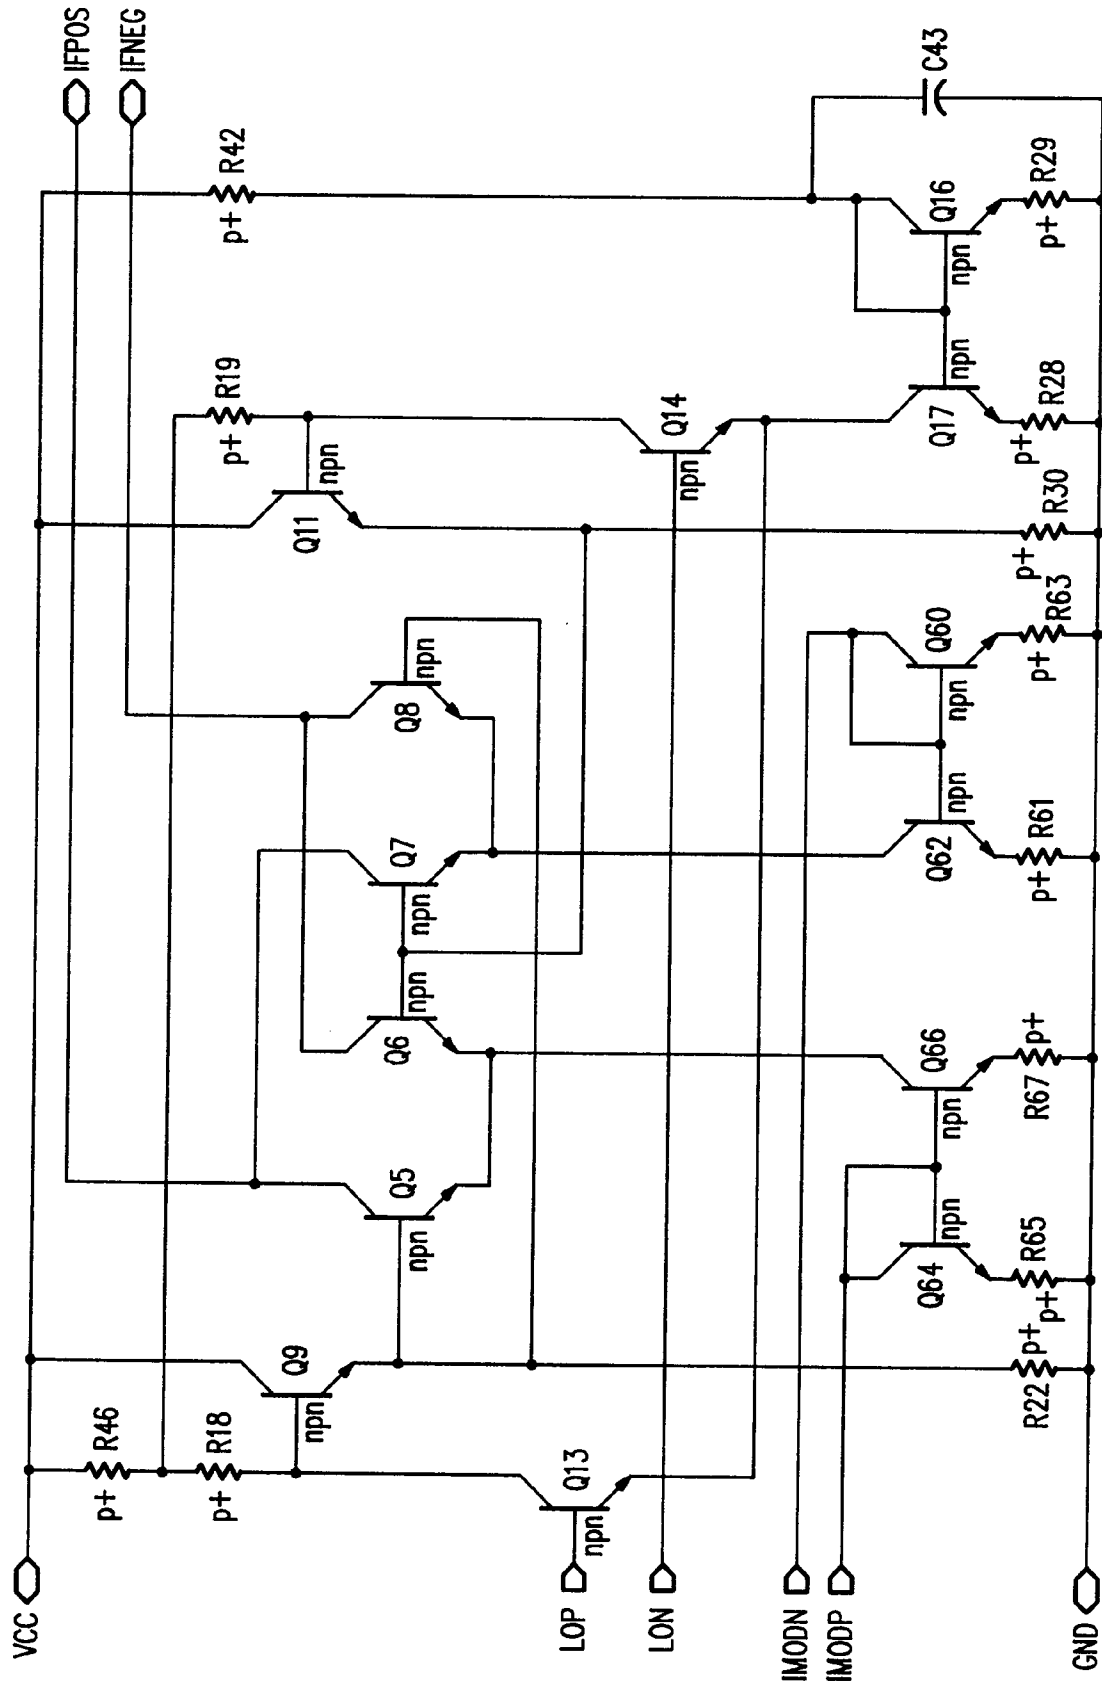 VCC
IFPOS
IFNEG
R46
p+
R18
p+
R19
p+
R42
p+
Q9
npn
Q11
npn
Q5
npn
Q6
npn
Q7
npn
Q8
npn
Q13
npn
Q14
npn
LOP
LON
IMODN
IMODP
Q64
npn
Q66
npn
Q62
npn
Q60
npn
Q17
npn
Q16
npn
C43
R22
p+
R65
p+
R67
p+
R61
p+
R63
p+
R30
p+
R28
p+
R29
p+
GND